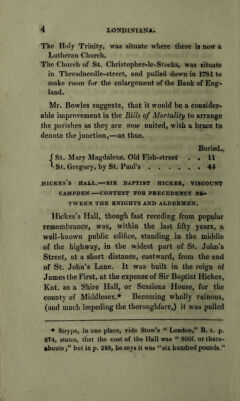 4
LONDINIANA.
The Holy Trinity, was situate where there is now a
Lutheran Church.
The Church of St. Christopher-le-Stocks, was situate
in Threadneedle-street, and pulled down in 1781 to
make room for the enlargement of the Bank of Eng-
land.
Mr. Bowles suggests, that it would be a consider-
able improvement in the Bills of Mortality to arrange
the parishes as they are now united, with a brace to
denote the junction,—as thus.
Buried.
{ St. Mary Magdalene, Old Fish-street . . 11
St. Gregory, by St. Paul's . . . . . . 44
HICKES'S HALL.—SIR BAPTIST HICKES, VISCOUNT
CAMPDEN—CONTEST FOR PRECEDENCY BE-
TWEEN THE KNIGHTS AND ALDERMEN.
Hickes's Hall, though fast receding from popular
remembrance, was, within the last fifty years, a
well-known public edifice, standing in the middle
of the highway, in the widest part of St. John's
Street, at a short distance, eastward, from the end
of St. John's Lane. It was built in the reign of
James the First, at the expense of Sir Baptist Hickes,
Knt. as a Shire Hall, or Sessions House, for the
county of Middlesex.* Becoming wholly ruinous,
(and much impeding the thoroughfare,) it was pulled
* Strype, in one place, vide Stow's "London," B. i. p.
274, states, that the cost of the Hall was "900l. or there-
abouts;" but in p. 288, he says it was "six hundred pounds."